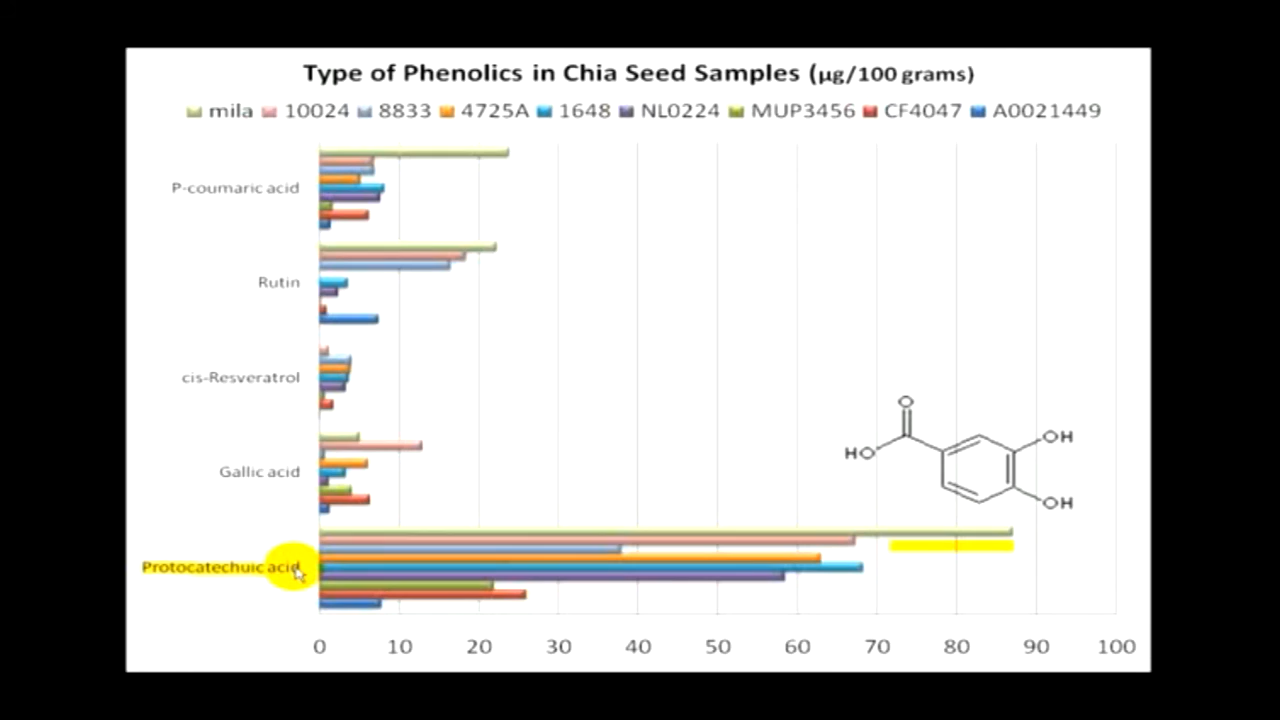 Type of Phenolics in Chia Seed Samples (µg/100 grams)
mila 10024 8833 4725A 1648 NL0224 MUP3456 CF4047 A0021449
P-coumaric acid
Rutin
cis-Resveratrol
Gallic acid
Protocatechuic acid
O
HO
OH
OH
0 10 20 30 40 50 60 70 80 90 100